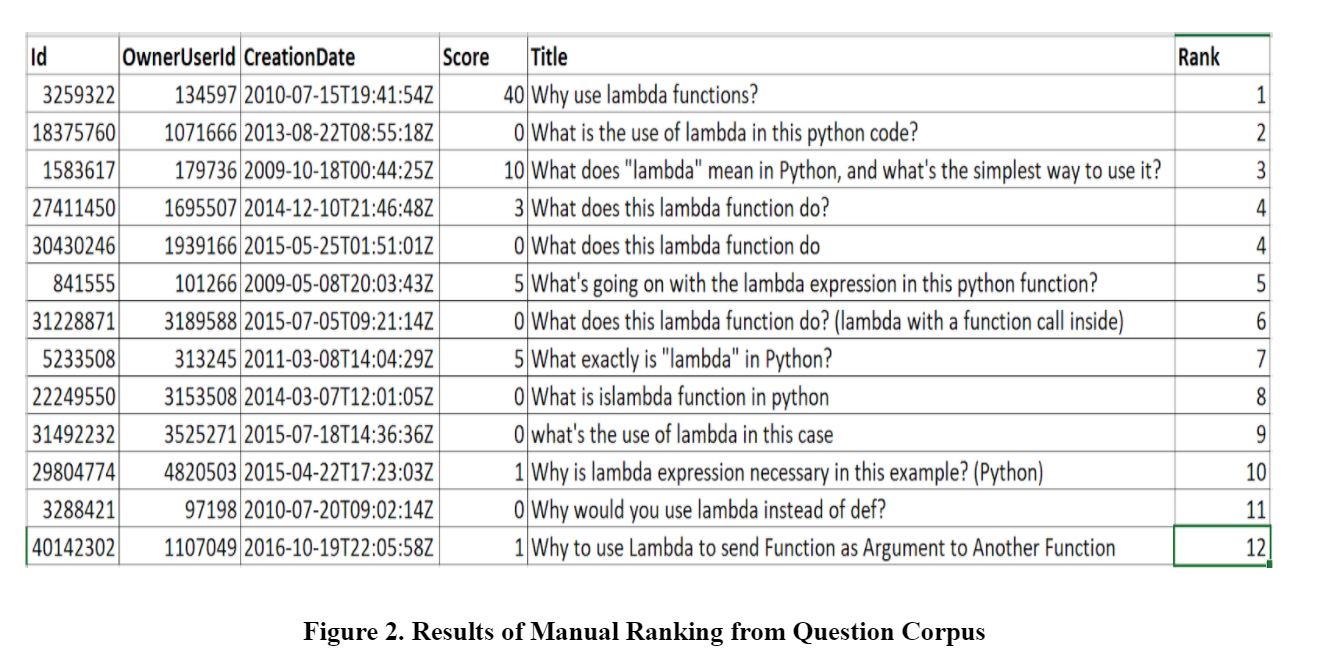 Id OwnerUserId CreationDate Score Title Rank
3259322 134597 2010-07-15T19:41:54Z 40 Why use lambda functions? 1
18375760 1071666 2013-08-22T08:55:18Z 0 What is the use of lambda in this python code? 2
1583617 179736 2009-10-18T00:44:25Z 10 What does "lambda" mean in Python, and what's the simplest way to use it? 3
27411450 1695507 2014-12-10T21:46:48Z 3 What does this lambda function do? 4
30430246 1939166 2015-05-25T01:51:01Z 0 What does this lambda function do 4
841555 101266 2009-05-08T20:03:43Z 5 What's going on with the lambda expression in this python function? 5
31228871 3189588 2015-07-05T09:21:14Z 0 What does this lambda function do? (lambda with a function call inside) 6
5233508 313245 2011-03-08T14:04:29Z 5 What exactly is "lambda" in Python? 7
22249550 3153508 2014-03-07T12:01:05Z 0 What is islambda function in python 8
31492232 3525271 2015-07-18T14:36:36Z 0 what's the use of lambda in this case 9
29804774 4820503 2015-04-22T17:23:03Z 1 Why is lambda expression necessary in this example? (Python) 10
3288421 97198 2010-07-20T09:02:14Z 0 Why would you use lambda instead of def? 11
40142302 1107049 2016-10-19T22:05:58Z 1 Why to use Lambda to send Function as Argument to Another Function 12
Figure 2. Results of Manual Ranking from Question Corpus